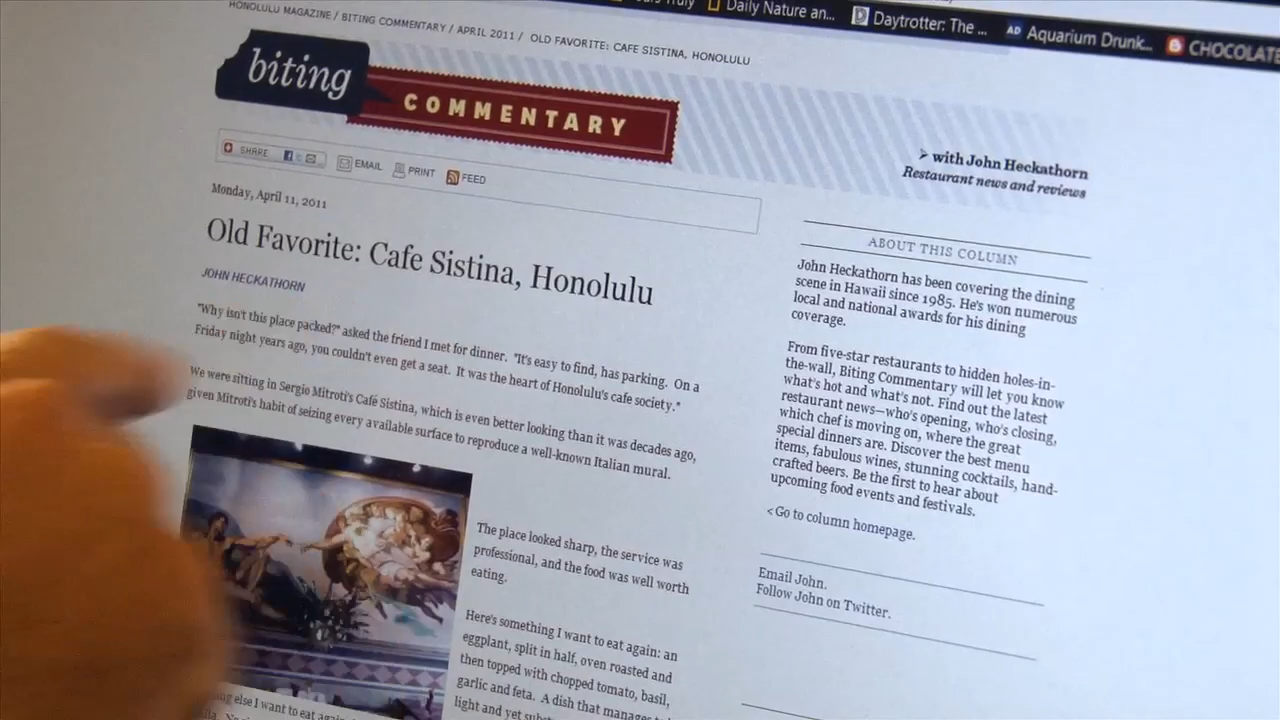 ours Truly
Daily Nature an...
Daytrotter: The ...
AD Aquarium Drunk...
CHOCOLATE
HONOLULU MAGAZINE / BITING COMMENTARY / APRIL 2011 / OLD FAVORITE: CAFE SISTINA, HONOLULU
biting
COMMENTARY
with John Heckathorn
Restaurant news and reviews
SHARE
EMAIL
PRINT
FEED
Monday, April 11, 2011
Old Favorite: Cafe Sistina, Honolulu
JOHN HECKATHORN
"Why isn't this place packed?" asked the friend I met for dinner. "It's easy to find, has parking. On a
Friday night years ago, you couldn't even get a seat. It was the heart of Honolulu's cafe society."
We were sitting in Sergio Mitroti's Café Sistina, which is even better looking than it was decades ago,
given Mitroti's habit of seizing every available surface to reproduce a well-known Italian mural.
The place looked sharp, the service was
professional, and the food was well worth
eating.
Here's something I want to eat again: an
eggplant, split in half, oven roasted and
then topped with chopped tomato, basil,
garlic and feta. A dish that manages
light and yet
else I want to eat
ABOUT THIS COLUMN
John Heckathorn has been covering the dining
scene in Hawaii since 1985. He's won numerous
local and national awards for his dining
coverage.
From five-star restaurants to hidden holes-in-
the-wall, Biting Commentary will let you know
what's hot and what's not. Find out the latest
restaurant news—who's opening, who's closing,
which chef is moving on, where the great
special dinners are. Discover the best menu
items, fabulous wines, stunning cocktails, hand-
crafted beers. Be the first to hear about
upcoming food events and festivals.
< Go to column homepage.
Email John.
Follow John on Twitter.